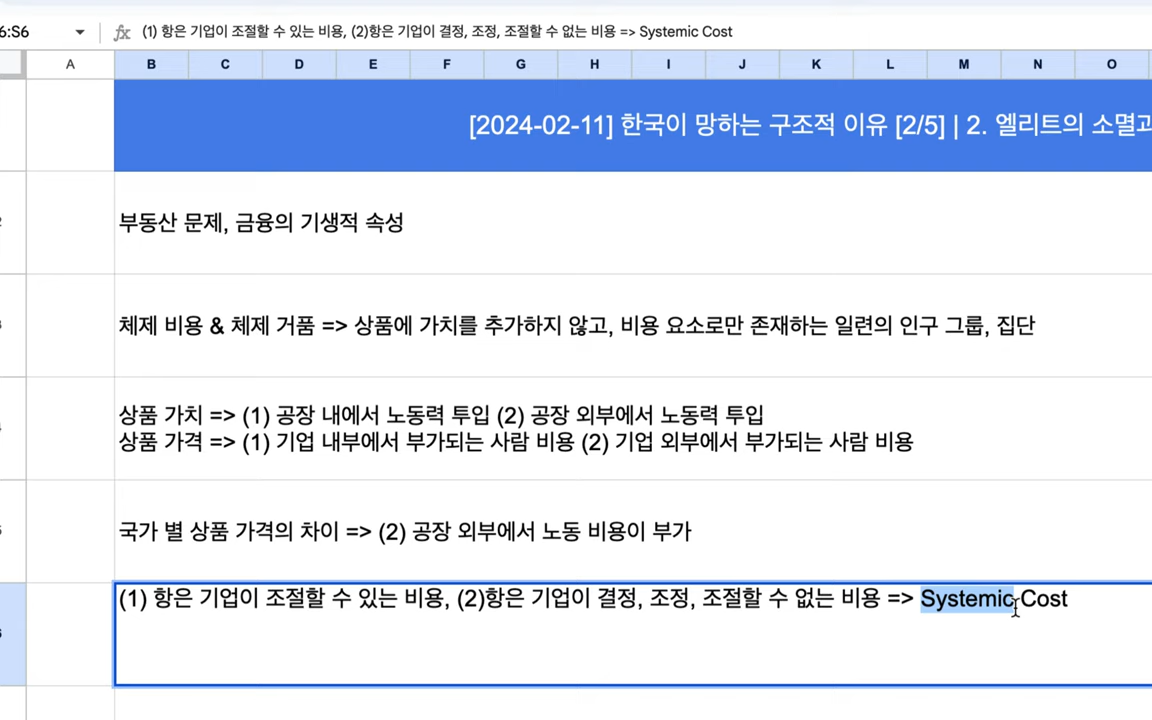 6:S6
fx (1) 항은 기업이 조절할 수 있는 비용, (2)항은 기업이 결정, 조정, 조절할 수 없는 비용 => Systemic Cost
A B C D E F G H I J K L M N O
[2024-02-11] 한국이 망하는 구조적 이유 [2/5] | 2. 엘리트의 소멸과
부동산 문제, 금융의 기생적 속성
체제 비용 & 체제 거품 => 상품에 가치를 추가하지 않고, 비용 요소로만 존재하는 일련의 인구 그룹, 집단
상품 가치 => (1) 공장 내에서 노동력 투입 (2) 공장 외부에서 노동력 투입
상품 가격 => (1) 기업 내부에서 부가되는 사람 비용 (2) 기업 외부에서 부가되는 사람 비용
국가 별 상품 가격의 차이 => (2) 공장 외부에서 노동 비용이 부가
(1) 항은 기업이 조절할 수 있는 비용, (2)항은 기업이 결정, 조정, 조절할 수 없는 비용 => Systemic Cost